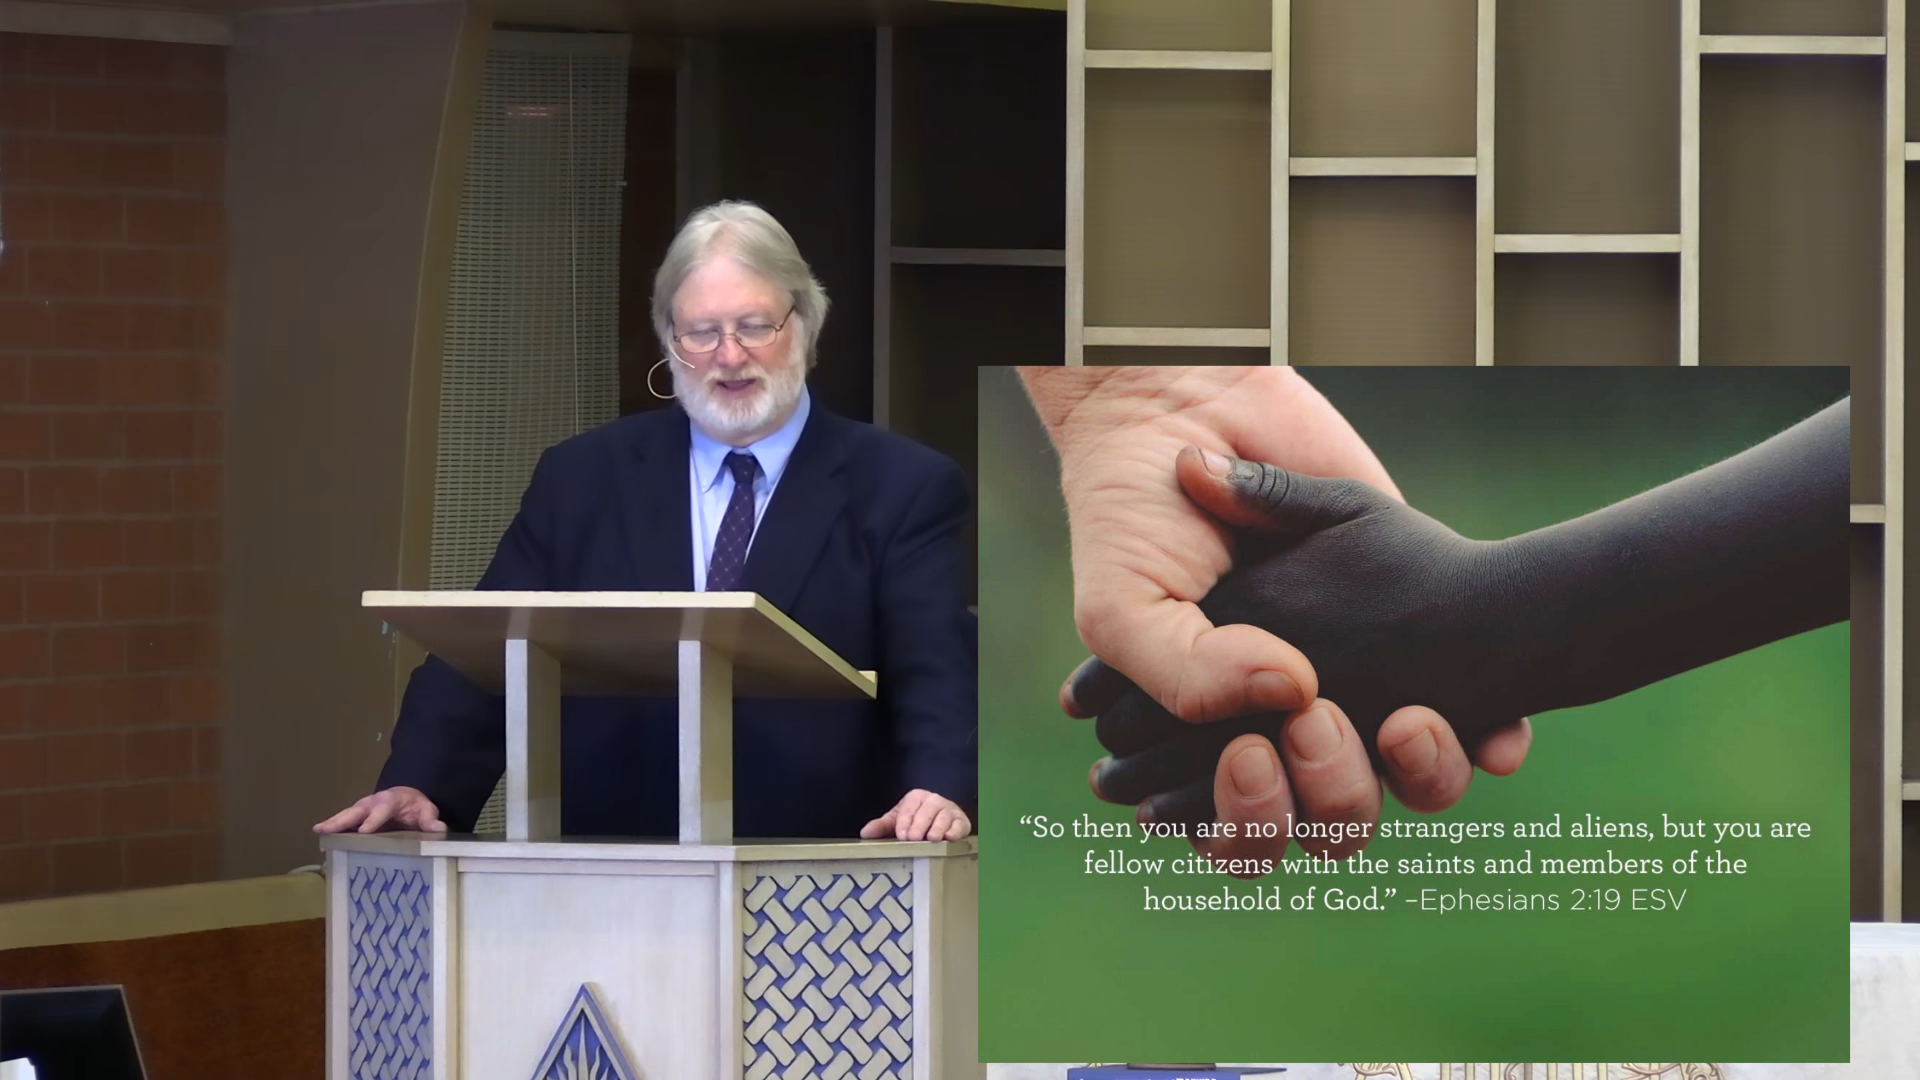 “So then you are no longer strangers and aliens, but you are
fellow citizens with the saints and members of the
household of God.” –Ephesians 2:19 ESV